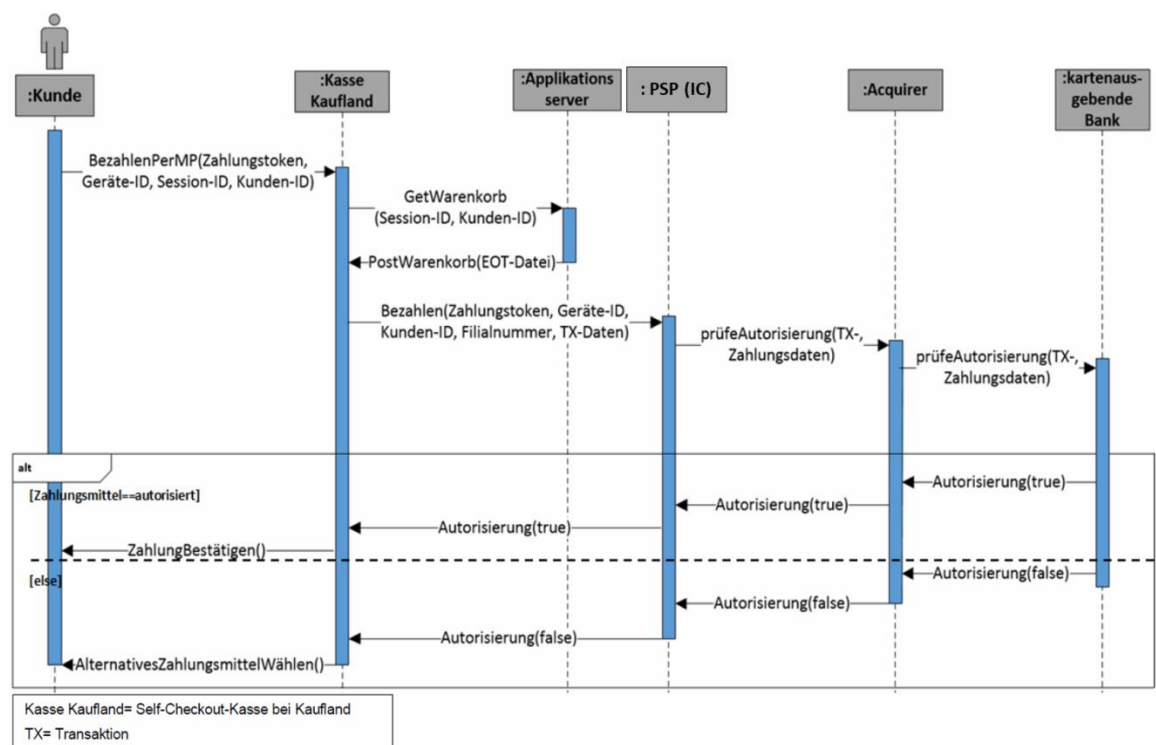 :Kunde
:Kasse
Kaufland
:Applikations
server
: PSP (IC)
:Acquirer
:kartenaus-
gebende
Bank
BezahlenPerMP(Zahlungstoken,
Geräte-ID, Session-ID, Kunden-ID)
GetWarenkorb
(Session-ID, Kunden-ID)
PostWarenkorb(EOT-Datei)
Bezahlen(Zahlungstoken, Geräte-ID,
Kunden-ID, Filialnummer, TX-Daten)
prüfeAutorisierung(TX-,
Zahlungsdaten)
prüfeAutorisierung(TX-,
Zahlungsdaten)
alt
[Zahlungsmittel==autorisiert]
Autorisierung(true)
Autorisierung(true)
Autorisierung(true)
ZahlungBestätigen()
[else]
Autorisierung(false)
Autorisierung(false)
Autorisierung(false)
AlternativesZahlungsmittelWählen()
Kasse Kaufland= Self-Checkout-Kasse bei Kaufland
TX= Transaktion